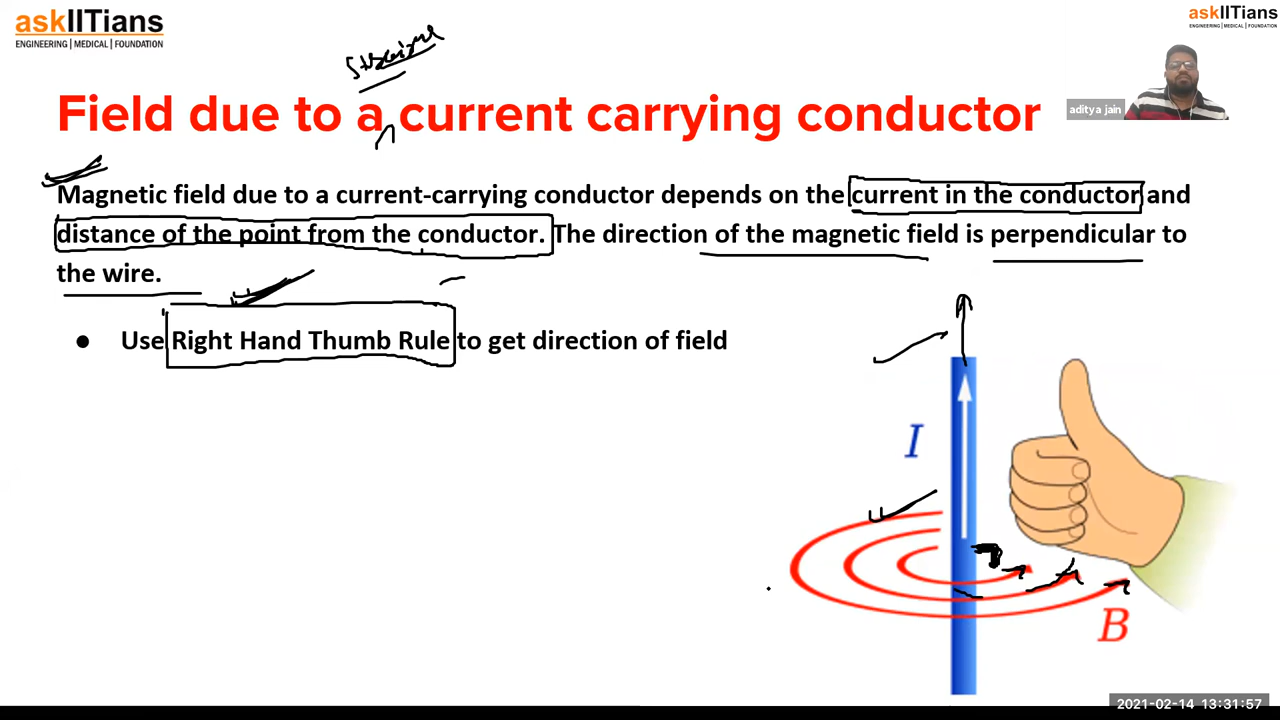 askIITians
ENGINEERING | MEDICAL | FOUNDATION
askIITians
ENGINEERING | MEDICAL | FOUNDATION
aditya jain
Field due to a current carrying conductor
Magnetic field due to a current-carrying conductor depends on the current in the conductor and
distance of the point from the conductor. The direction of the magnetic field is perpendicular to
the wire.
● Use Right Hand Thumb Rule to get direction of field
I
B
2021-02-14 13:31:57